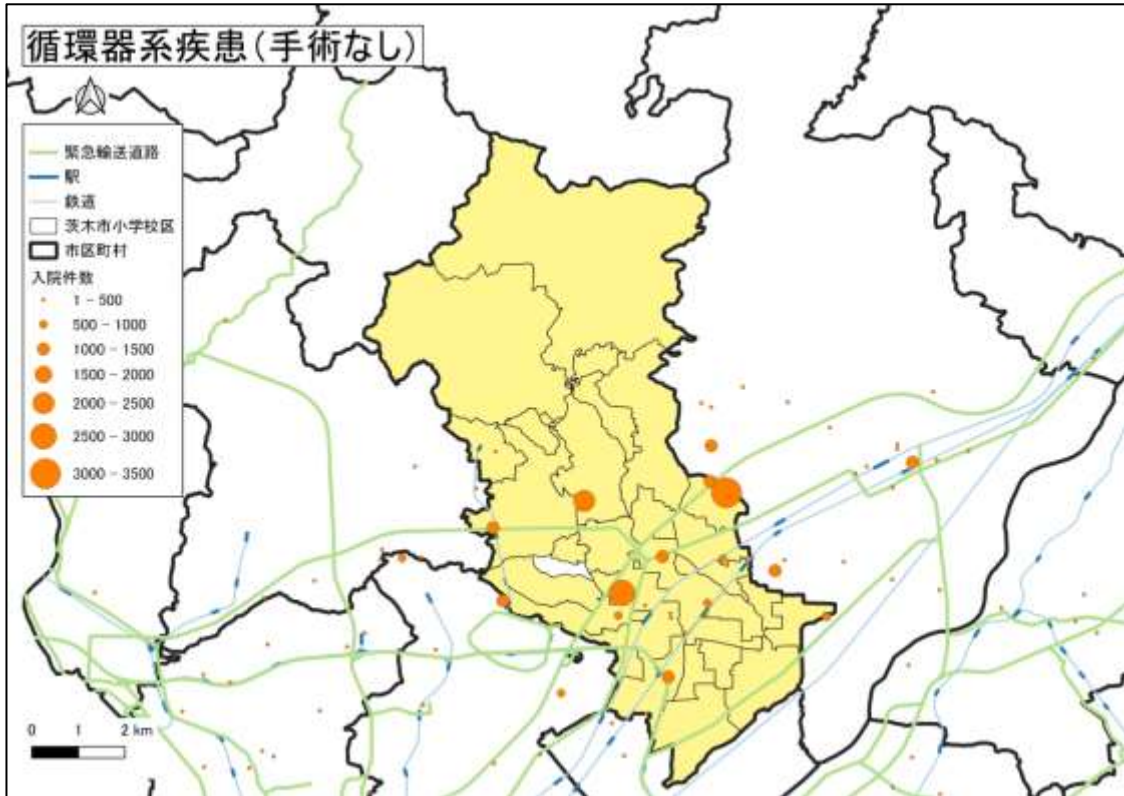 循環器系疾患(手術なし)
緊急輸送道路
駅
鉄道
茨木市小学校区
市区町村
入院件数
1 - 500
500 - 1000
1000 - 1500
1500 - 2000
2000 - 2500
2500 - 3000
3000 - 3500
0 1 2 km